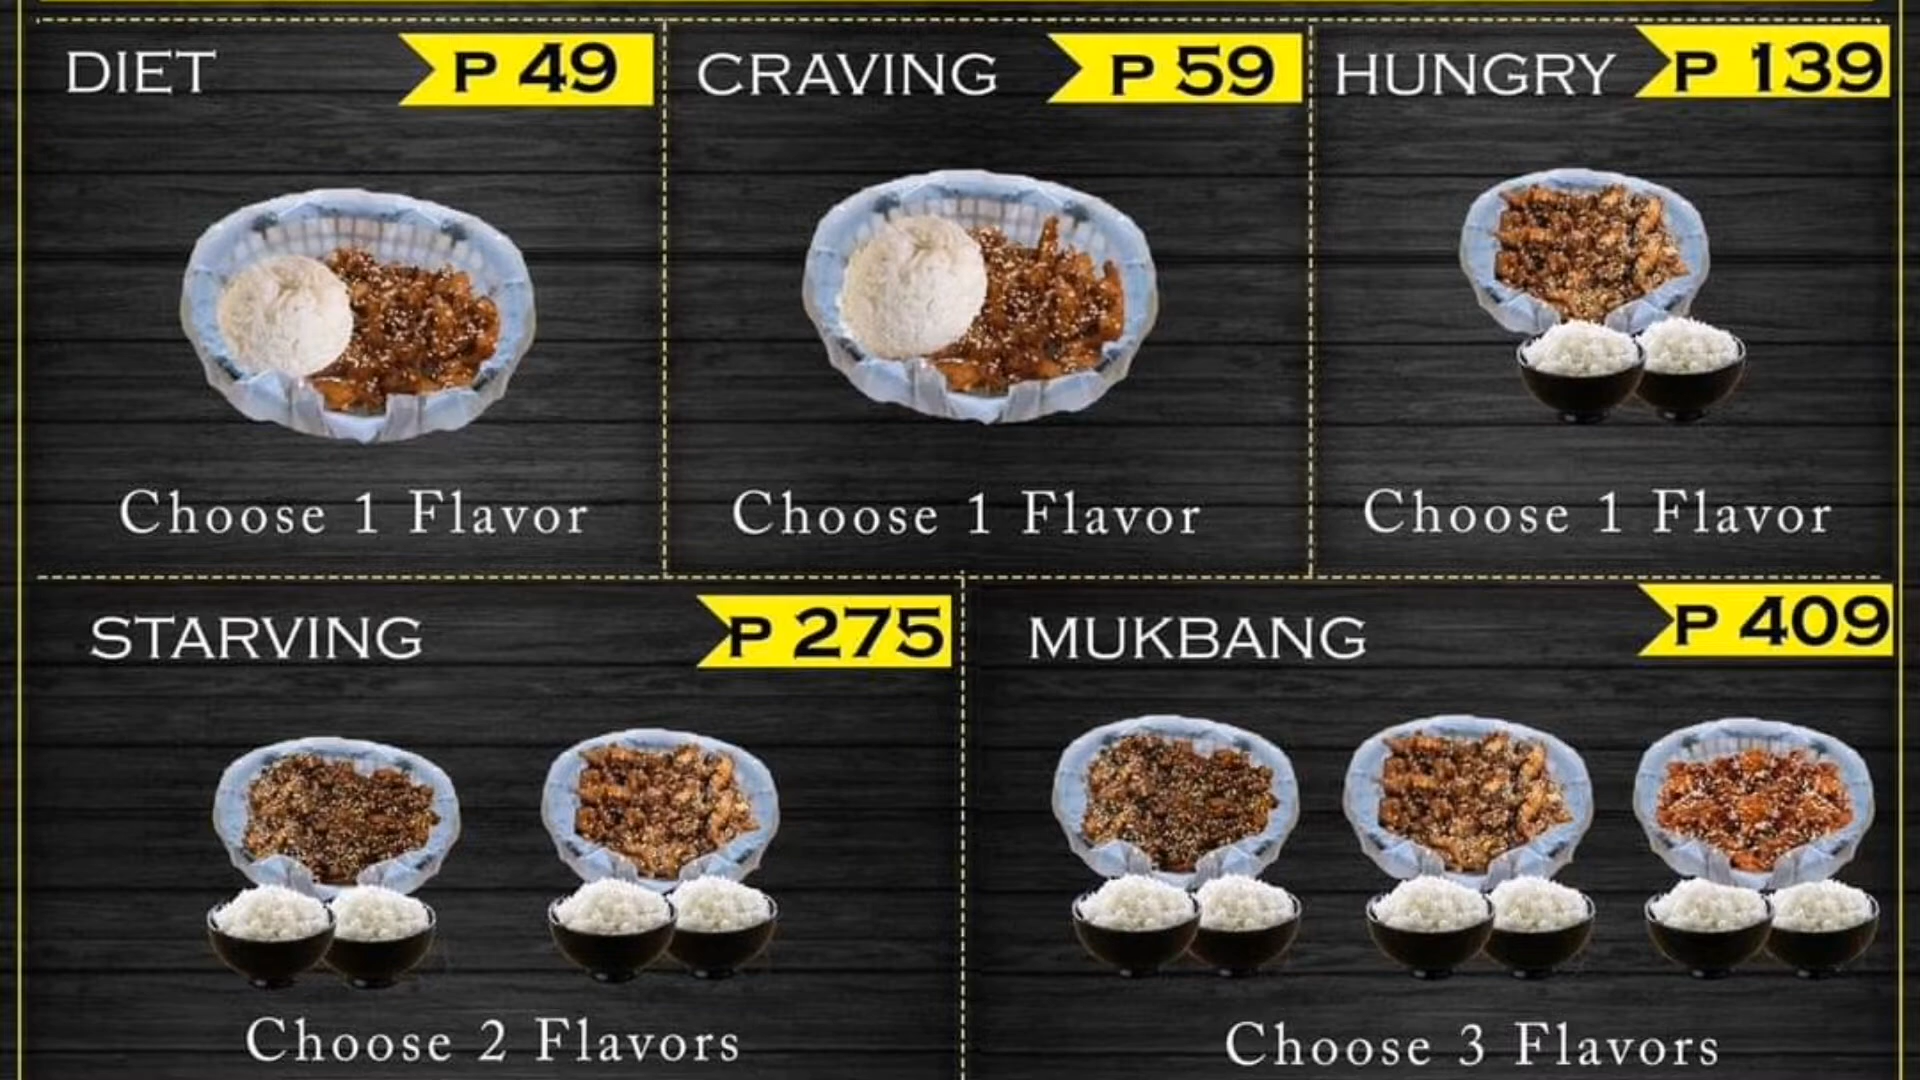 DIET
P 49
CRAVING
P 59
HUNGRY
P 139
Choose 1 Flavor
Choose 1 Flavor
Choose 1 Flavor
STARVING
P 275
MUKBANG
P 409
Choose 2 Flavors
Choose 3 Flavors